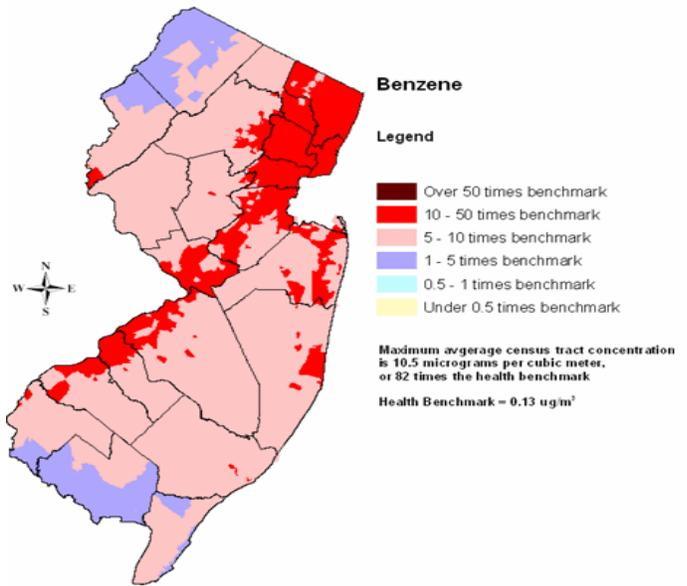 Benzene
Legend
Over 50 times benchmark
10 - 50 times benchmark
5 - 10 times benchmark
1 - 5 times benchmark
0.5 - 1 times benchmark
Under 0.5 times benchmark
N
W E
S
Maximum avgerage census tract concentration
is 10.5 micrograms per cubic meter,
or 82 times the health benchmark
Health Benchmark = 0.13 ug/m³